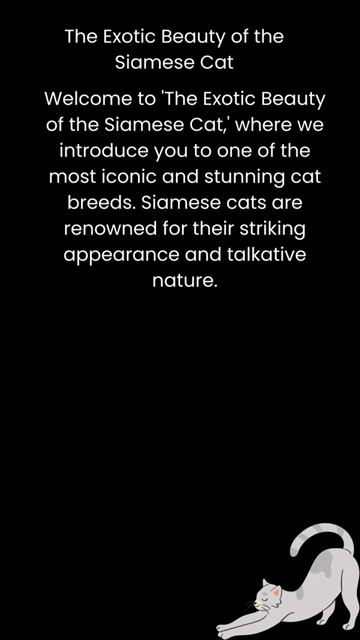 The Exotic Beauty of the
Siamese Cat
Welcome to 'The Exotic Beauty
of the Siamese Cat,' where we
introduce you to one of the
most iconic and stunning cat
breeds. Siamese cats are
renowned for their striking
appearance and talkative
nature.